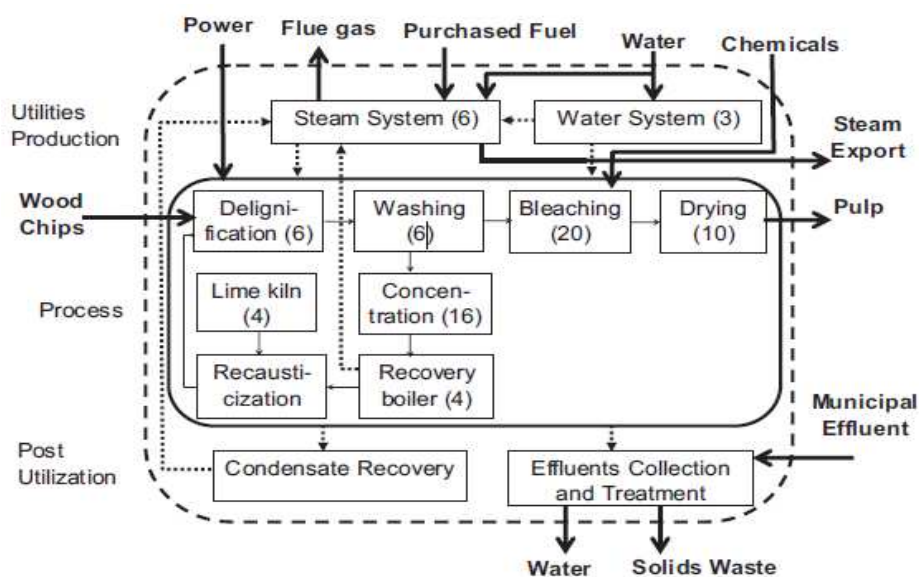 Power
Flue gas
Purchased Fuel
Water
Chemicals
Utilities
Production
Steam System (6)
Water System (3)
Steam
Export
Wood
Chips
Deligni-
fication (6)
Washing
(6)
Bleaching
(20)
Drying
(10)
Pulp
Process
Lime kiln
(4)
Concen-
tration (16)
Recausti-
cization
Recovery
boiler (4)
Municipal
Effluent
Post
Utilization
Condensate Recovery
Effluents Collection
and Treatment
Water
Solids Waste